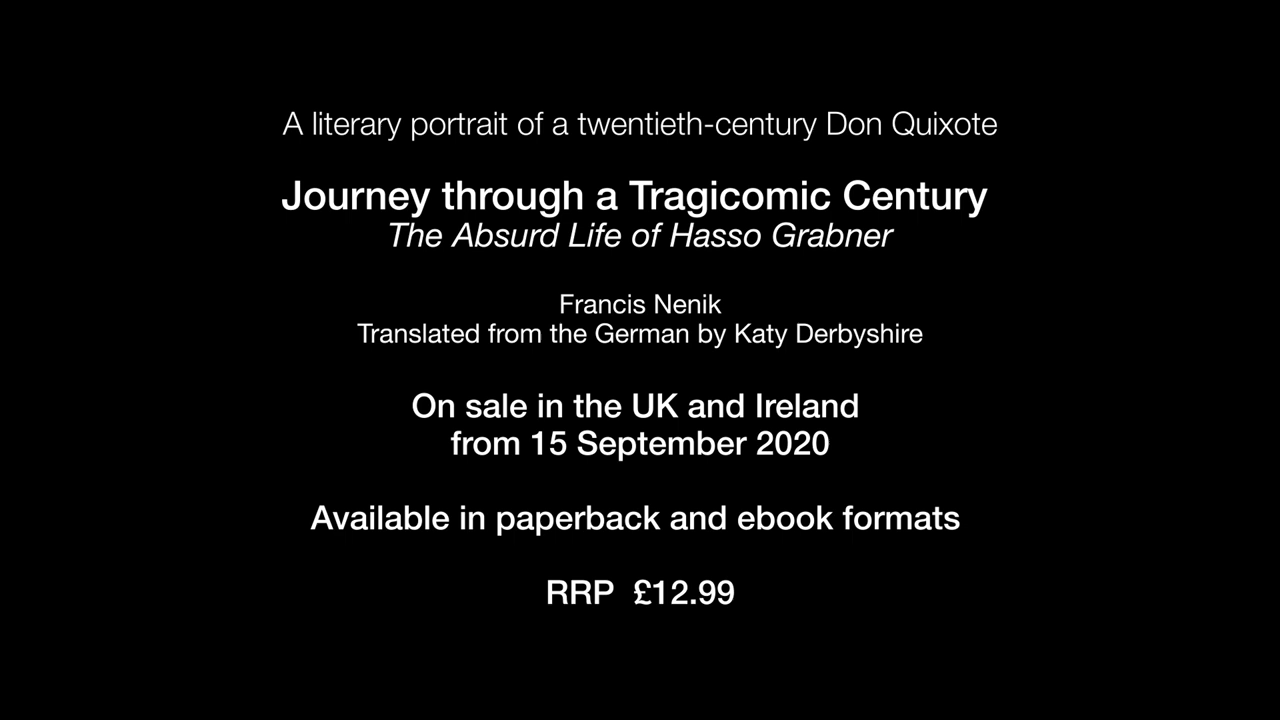 A literary portrait of a twentieth-century Don Quixote
Journey through a Tragicomic Century
The Absurd Life of Hasso Grabner
Francis Nenik
Translated from the German by Katy Derbyshire
On sale in the UK and Ireland
from 15 September 2020
Available in paperback and ebook formats
RRP £12.99